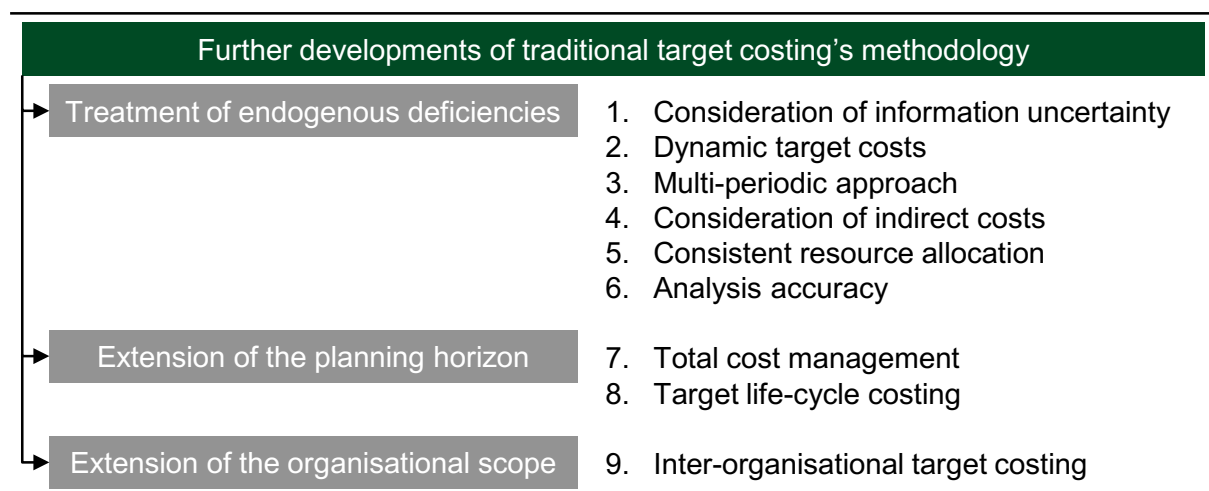 Further developments of traditional target costing's methodology
Treatment of endogenous deficiencies
1. Consideration of information uncertainty
2. Dynamic target costs
3. Multi-periodic approach
4. Consideration of indirect costs
5. Consistent resource allocation
6. Analysis accuracy
Extension of the planning horizon
7. Total cost management
8. Target life-cycle costing
Extension of the organisational scope
9. Inter-organisational target costing